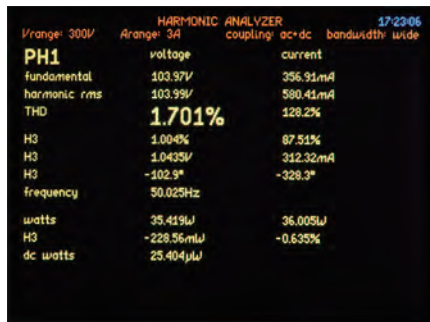 HARMONIC ANALYZER 17:23:06
Vrange: 300V Arange: 3A coupling: ac+dc bandwidth: wide
PH1 voltage current
fundamental 103.97V 356.91mA
harmonic rms 103.99V 580.41mA
THD 1.701% 128.2%
H3 1.004% 87.51%
H3 1.0435V 312.32mA
H3 -102.9° -328.3°
frequency 50.025Hz
watts 35.419W 36.005W
H3 -228.56mW -0.635%
dc watts 25.404µW